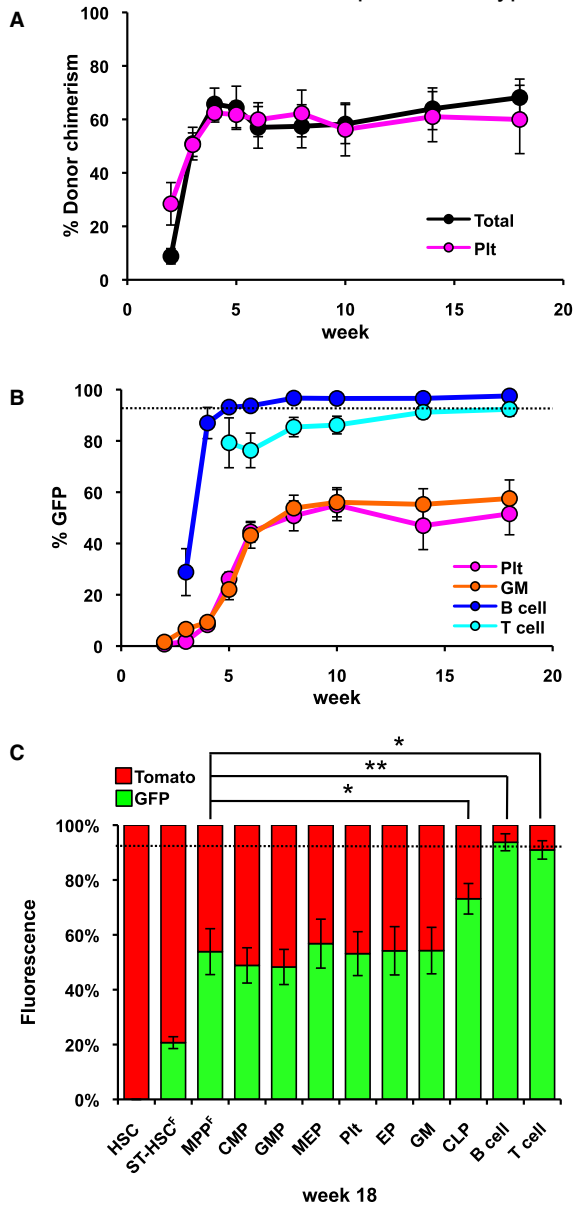 A
100
80
60
40
20
0
% Donor chimerism
Total
Plt
0 5 10 15 20
week
B
100
80
60
40
20
0
% GFP
Plt
GM
B cell
T cell
0 5 10 15 20
week
C
*
**
*
Tomato
GFP
100%
80%
60%
40%
20%
0%
Fluorescence
HSC
ST-HSCF
MPPF
CMP
GMP
MEP
Plt
EP
GM
CLP
B cell
T cell
week 18